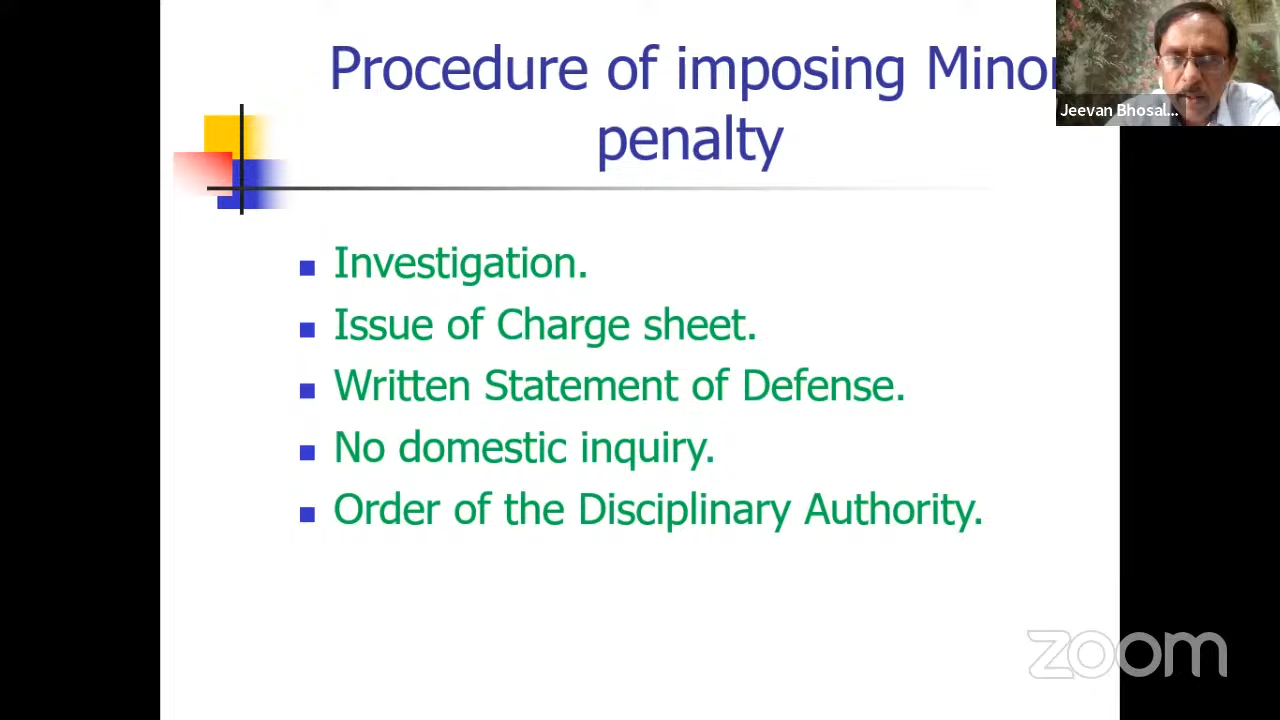 Procedure of imposing Minor
penalty
Jeevan Bhosal...
Investigation.
Issue of Charge sheet.
Written Statement of Defense.
No domestic inquiry.
Order of the Disciplinary Authority.
zoom